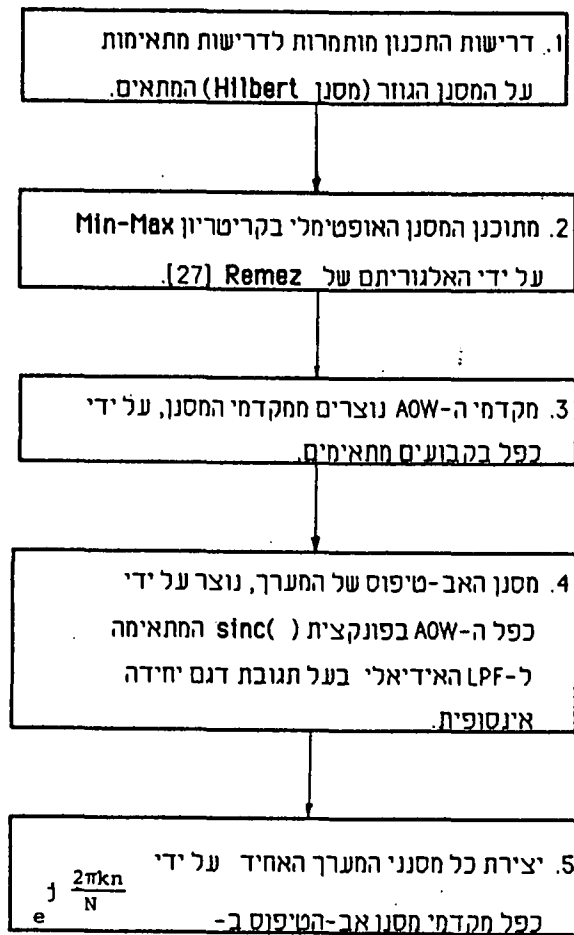 1. דרישות התכנון מותמרות לדרישות מתאימות
על המסנן הגוזר (מסנן Hilbert) המתאים.
2. מתוכנן המסנן האופטימלי בקריטריון Min-Max
על ידי האלגוריתם של Remez [27].
3. מקדמי ה-AOW נוצרים ממקדמי המסנן, על ידי
כפל בקבועים מתאימים.
4. מסנן האב-טיפוס של המערך, נוצר על ידי
כפל ה-AOW בפונקצית sinc( ) המתאימה
ל-LPF האידיאלי בעל תגובת דגם יחידה
אינסופית.
5. יצירת כל מסנני המערך האחיד על ידי
כפל מקדמי מסנן אב-הטיפוס ב-
e^{j 2πkn/N}